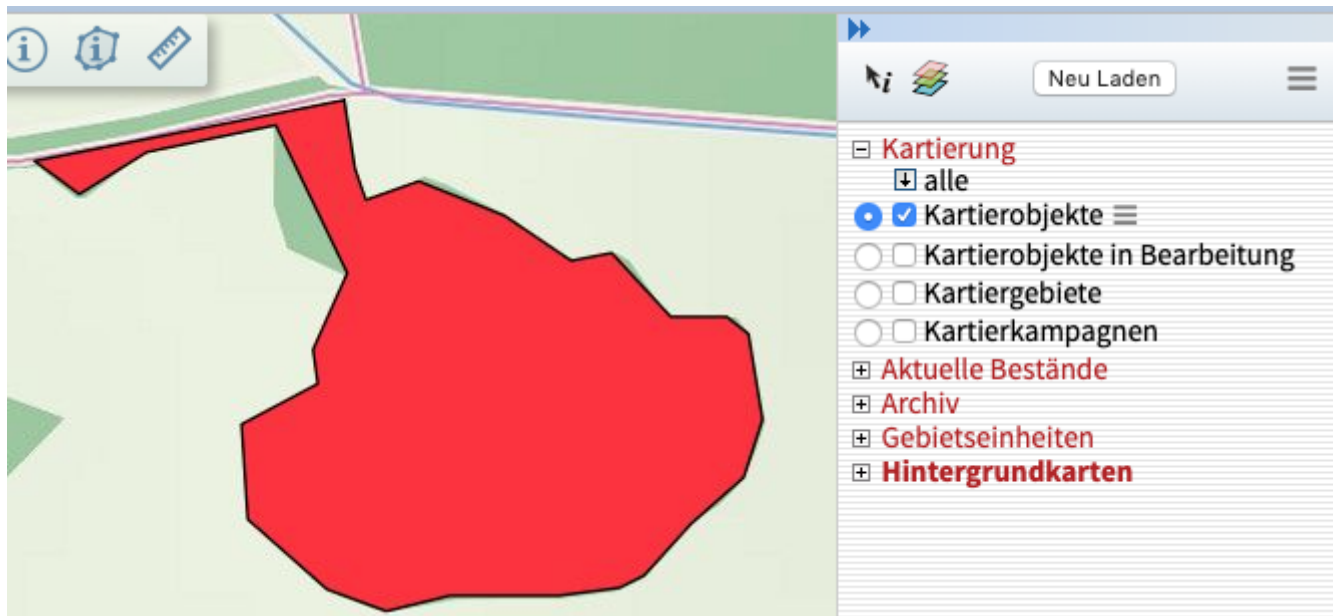 Neu Laden
Kartierung
alle
Kartierobjekte
Kartierobjekte in Bearbeitung
Kartiergebiete
Kartierkampagnen
Aktuelle Bestände
Archiv
Gebietseinheiten
Hintergrundkarten